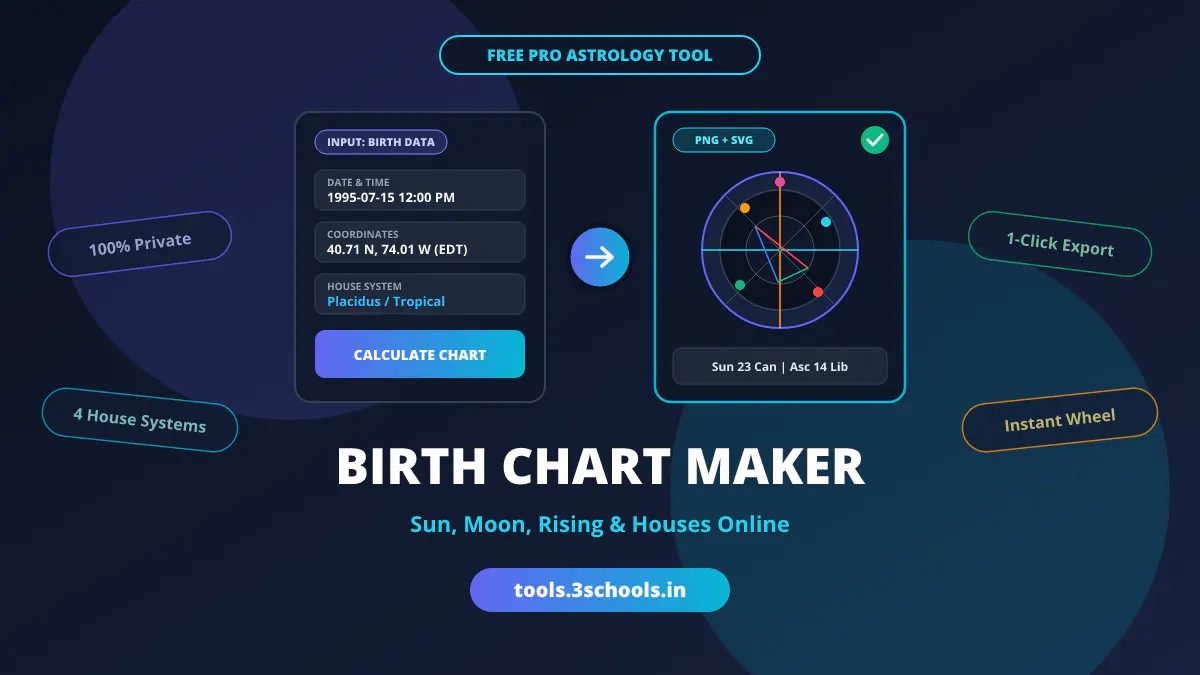 FREE PRO ASTROLOGY TOOL
INPUT: BIRTH DATA
DATE & TIME
1995-07-15 12:00 PM
COORDINATES
40.71 N, 74.01 W (EDT)
HOUSE SYSTEM
Placidus / Tropical
CALCULATE CHART
PNG + SVG
Sun 23 Can | Asc 14 Lib
100% Private
4 House Systems
1-Click Export
Instant Wheel
BIRTH CHART MAKER
Sun, Moon, Rising & Houses Online
tools.3schools.in